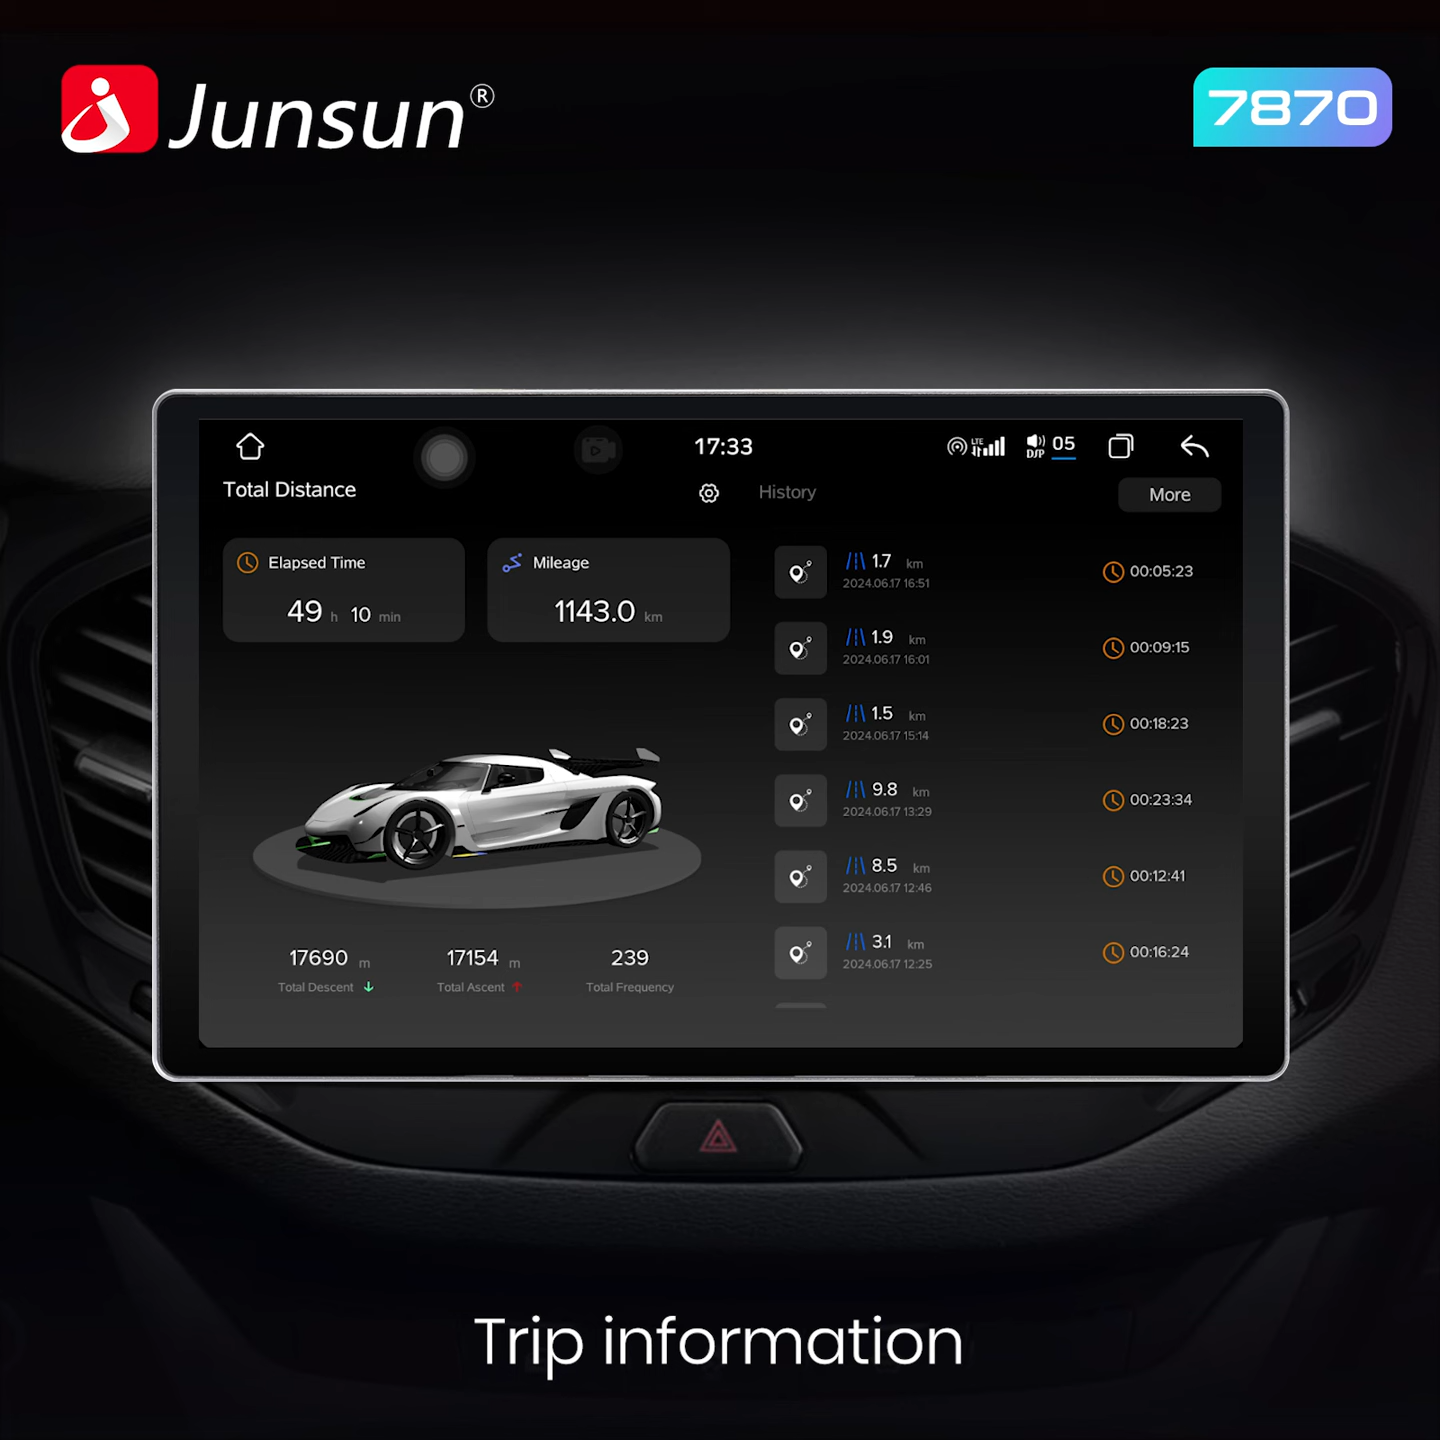 Junsun®
7870
17:33
LTE
DSP
05
Total Distance
History
More
Elapsed Time
49 h 10 min
Mileage
1143.0 km
17690 m
Total Descent
17154 m
Total Ascent
239
Total Frequency
1.7 km
2024.06.17 16:51
00:05:23
1.9 km
2024.06.17 16:01
00:09:15
1.5 km
2024.06.17 15:14
00:18:23
9.8 km
2024.06.17 13:29
00:23:34
8.5 km
2024.06.17 12:46
00:12:41
3.1 km
2024.06.17 12:25
00:16:24
Trip information